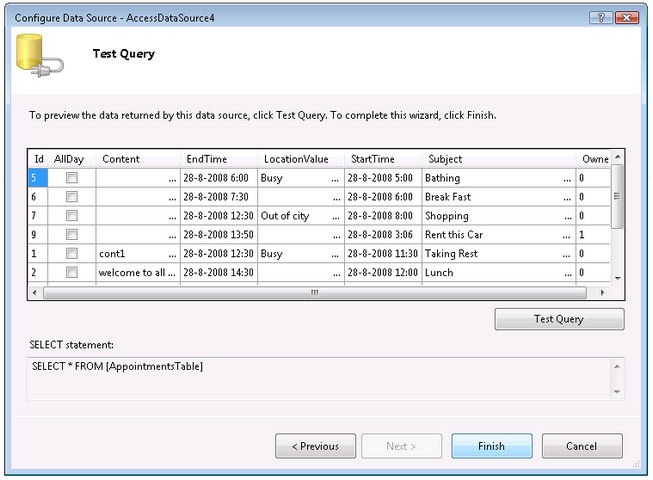 Configure Data Source - AccessDataSource4
Test Query
To preview the data returned by this data source, click Test Query. To complete this wizard, click Finish.
Id AllDay Content EndTime LocationValue StartTime Subject Owne
5 ... 28-8-2008 6:00 Busy ... 28-8-2008 5:00 Bathing ... 0
6 ... 28-8-2008 7:30 ... 28-8-2008 6:00 Break Fast ... 0
7 ... 28-8-2008 12:30 Out of city ... 28-8-2008 8:00 Shopping ... 0
9 ... 28-8-2008 13:50 ... 28-8-2008 3:06 Rent this Car ... 1
1 cont1 ... 28-8-2008 12:30 Busy ... 28-8-2008 11:30 Taking Rest ... 0
2 welcome to all ... 28-8-2008 14:30 ... 28-8-2008 12:00 Lunch ... 0
Test Query
SELECT statement:
SELECT * FROM [AppointmentsTable]
< Previous Next > Finish Cancel